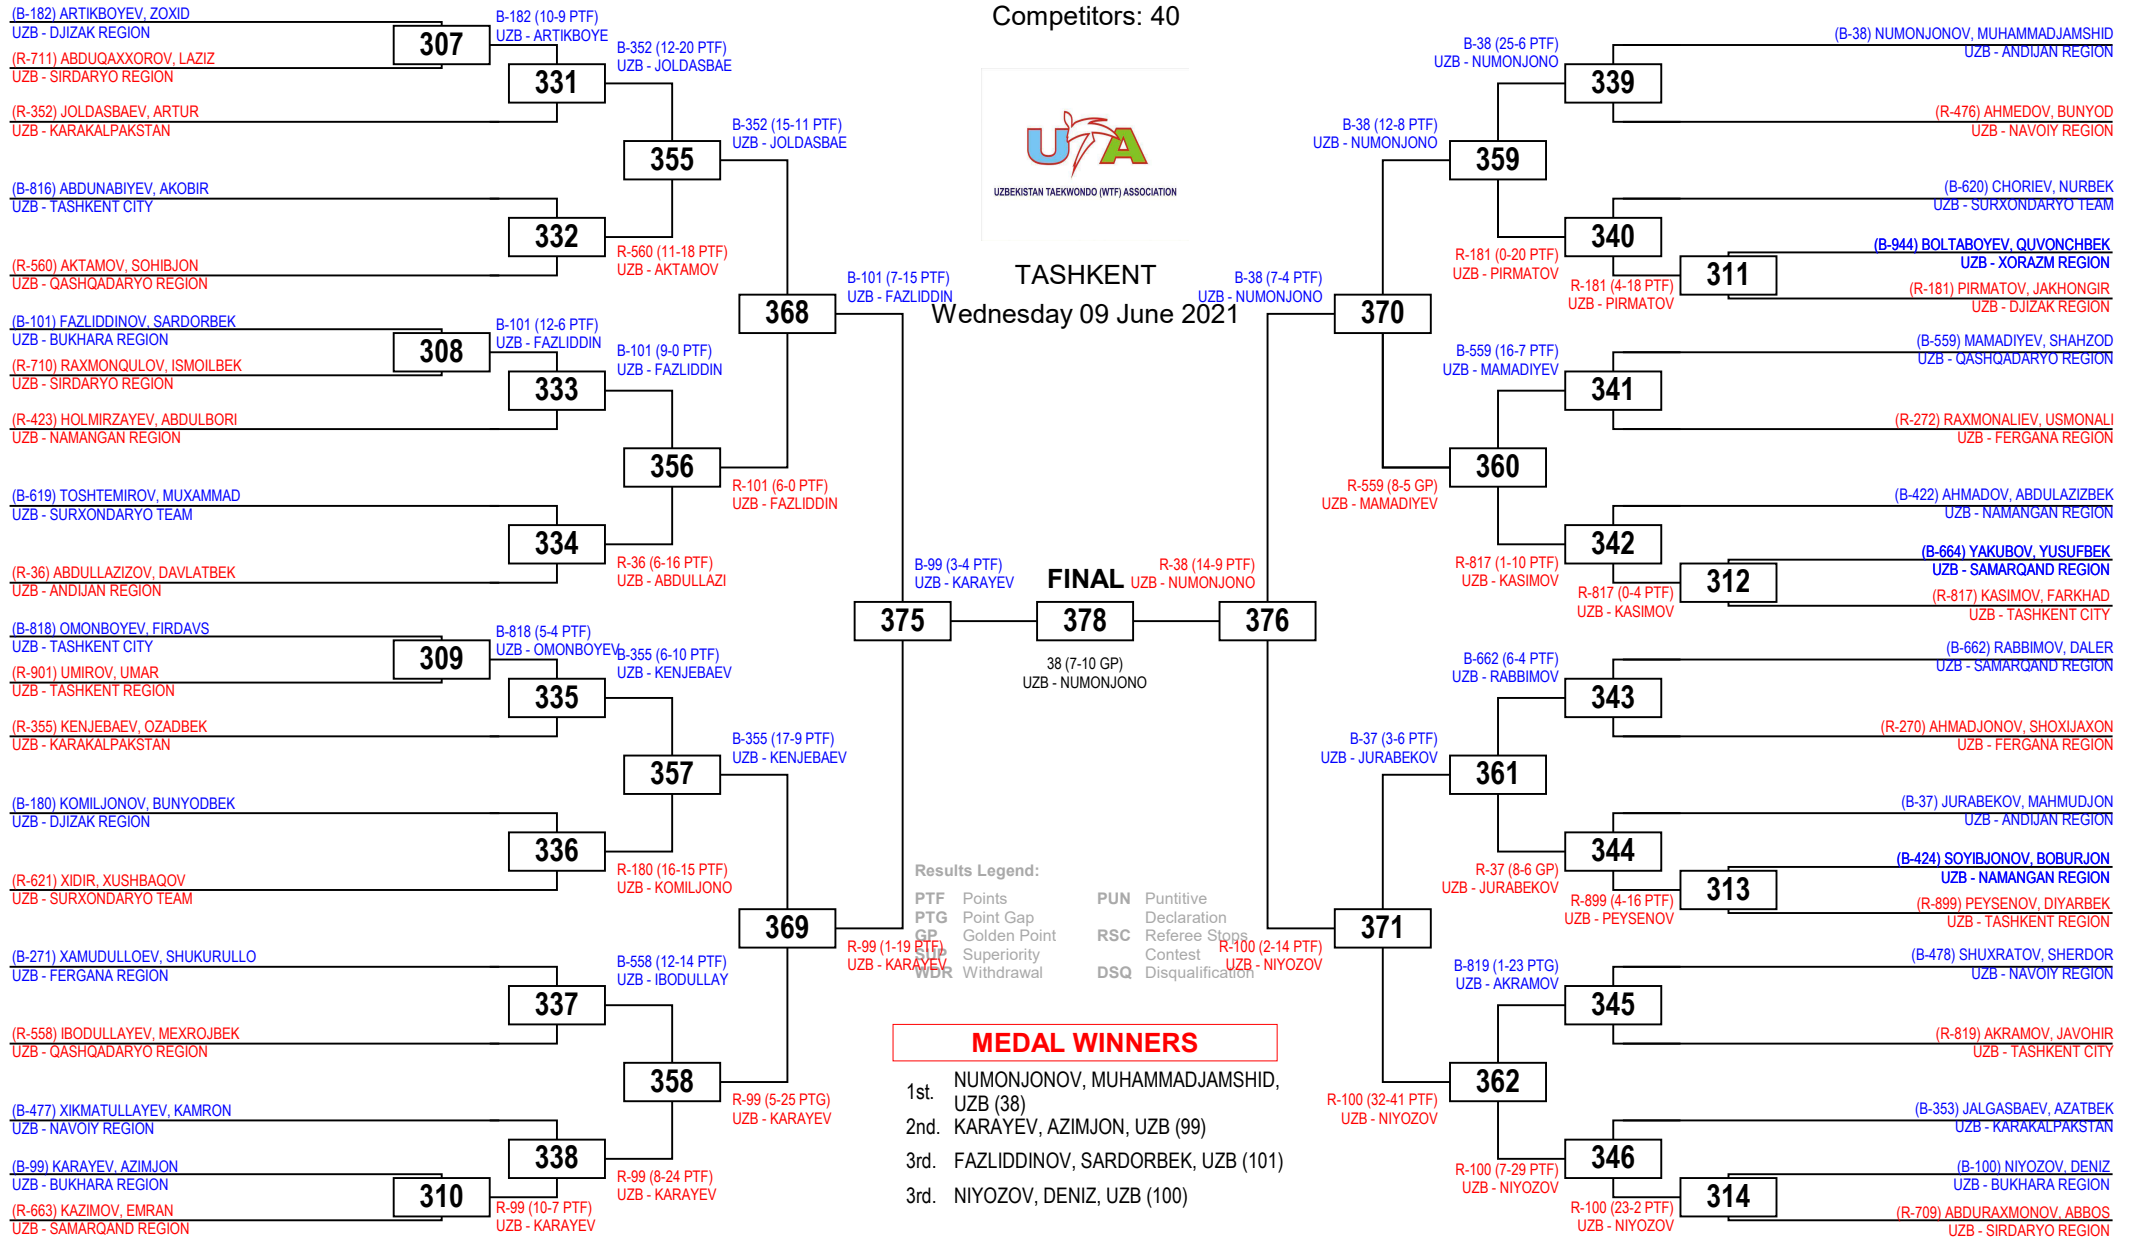 Competitors: 40
UTA
UZBEKISTAN TAEKWONDO (WTF) ASSOCIATION
TASHKENT
Wednesday 09 June 2021
(B-182) ARTIKBOYEV, ZOXID
UZB - DJIZAK REGION
(R-711) ABDUQAXXOROV, LAZIZ
UZB - SIRDARYO REGION
(R-352) JOLDASBAEV, ARTUR
UZB - KARAKALPAKSTAN
(B-816) ABDUNABIYEV, AKOBIR
UZB - TASHKENT CITY
(R-560) AKTAMOV, SOHIBJON
UZB - QASHQADARYO REGION
(B-101) FAZLIDDINOV, SARDORBEK
UZB - BUKHARA REGION
(R-710) RAXMONQULOV, ISMOILBEK
UZB - SIRDARYO REGION
(R-423) HOLMIRZAYEV, ABDULBORI
UZB - NAMANGAN REGION
(B-619) TOSHTEMIROV, MUXAMMAD
UZB - SURXONDARYO TEAM
(R-36) ABDULLAZIZOV, DAVLATBEK
UZB - ANDIJAN REGION
(B-818) OMONBOYEV, FIRDAVS
UZB - TASHKENT CITY
(R-901) UMIROV, UMAR
UZB - TASHKENT REGION
(R-355) KENJEBAEV, OZADBEK
UZB - KARAKALPAKSTAN
(B-180) KOMILJONOV, BUNYODBEK
UZB - DJIZAK REGION
(R-621) XIDIR, XUSHBAQOV
UZB - SURXONDARYO TEAM
(B-271) XAMUDULLOEV, SHUKURULLO
UZB - FERGANA REGION
(R-558) IBODULLAYEV, MEXROJBEK
UZB - QASHQADARYO REGION
(B-477) XIKMATULLAYEV, KAMRON
UZB - NAVOIY REGION
(B-99) KARAYEV, AZIMJON
UZB - BUKHARA REGION
(R-663) KAZIMOV, EMRAN
UZB - SAMARQAND REGION
307
308
309
310
B-182 (10-9 PTF)
UZB - ARTIKBOYE
B-101 (12-6 PTF)
UZB - FAZLIDDIN
B-818 (5-4 PTF)
UZB - OMONBOYEV
R-99 (10-7 PTF)
UZB - KARAYEV
331
332
333
334
335
336
337
338
B-352 (12-20 PTF)
UZB - JOLDASBAE
R-560 (11-18 PTF)
UZB - AKTAMOV
B-101 (9-0 PTF)
UZB - FAZLIDDIN
R-36 (6-16 PTF)
UZB - ABDULLAZI
B-355 (6-10 PTF)
UZB - KENJEBAEV
R-180 (16-15 PTF)
UZB - KOMILJONO
B-558 (12-14 PTF)
UZB - IBODULLAY
R-99 (8-24 PTF)
UZB - KARAYEV
355
356
357
358
B-352 (15-11 PTF)
UZB - JOLDASBAE
R-101 (6-0 PTF)
UZB - FAZLIDDIN
B-355 (17-9 PTF)
UZB - KENJEBAEV
R-99 (5-25 PTG)
UZB - KARAYEV
368
369
B-101 (7-15 PTF)
UZB - FAZLIDDIN
R-99 (1-19 PTF)
UZB - KARAYEV
375
B-99 (3-4 PTF)
UZB - KARAYEV
FINAL
378
38 (7-10 GP)
UZB - NUMONJONO
R-38 (14-9 PTF)
UZB - NUMONJONO
376
B-38 (7-4 PTF)
UZB - NUMONJONO
R-100 (2-14 PTF)
UZB - NIYOZOV
370
371
B-38 (12-8 PTF)
UZB - NUMONJONO
R-559 (8-5 GP)
UZB - MAMADIYEV
B-37 (3-6 PTF)
UZB - JURABEKOV
R-100 (32-41 PTF)
UZB - NIYOZOV
359
360
361
362
B-38 (25-6 PTF)
UZB - NUMONJONO
R-181 (0-20 PTF)
UZB - PIRMATOV
B-559 (16-7 PTF)
UZB - MAMADIYEV
R-817 (1-10 PTF)
UZB - KASIMOV
B-662 (6-4 PTF)
UZB - RABBIMOV
R-37 (8-6 GP)
UZB - JURABEKOV
B-819 (1-23 PTG)
UZB - AKRAMOV
R-100 (7-29 PTF)
UZB - NIYOZOV
339
340
341
342
343
344
345
346
R-181 (4-18 PTF)
UZB - PIRMATOV
R-817 (0-4 PTF)
UZB - KASIMOV
R-899 (4-16 PTF)
UZB - PEYSENOV
R-100 (23-2 PTF)
UZB - NIYOZOV
311
312
313
314
(B-38) NUMONJONOV, MUHAMMADJAMSHID
UZB - ANDIJAN REGION
(R-476) AHMEDOV, BUNYOD
UZB - NAVOIY REGION
(B-620) CHORIEV, NURBEK
UZB - SURXONDARYO TEAM
(B-944) BOLTABOYEV, QUVONCHBEK
UZB - XORAZM REGION
(R-181) PIRMATOV, JAKHONGIR
UZB - DJIZAK REGION
(B-559) MAMADIYEV, SHAHZOD
UZB - QASHQADARYO REGION
(R-272) RAXMONALIEV, USMONALI
UZB - FERGANA REGION
(B-422) AHMADOV, ABDULAZIZBEK
UZB - NAMANGAN REGION
(B-664) YAKUBOV, YUSUFBEK
UZB - SAMARQAND REGION
(R-817) KASIMOV, FARKHAD
UZB - TASHKENT CITY
(B-662) RABBIMOV, DALER
UZB - SAMARQAND REGION
(R-270) AHMADJONOV, SHOXIJAXON
UZB - FERGANA REGION
(B-37) JURABEKOV, MAHMUDJON
UZB - ANDIJAN REGION
(B-424) SOYIBJONOV, BOBURJON
UZB - NAMANGAN REGION
(R-899) PEYSENOV, DIYARBEK
UZB - TASHKENT REGION
(B-478) SHUXRATOV, SHERDOR
UZB - NAVOIY REGION
(R-819) AKRAMOV, JAVOHIR
UZB - TASHKENT CITY
(B-353) JALGASBAEV, AZATBEK
UZB - KARAKALPAKSTAN
(B-100) NIYOZOV, DENIZ
UZB - BUKHARA REGION
(R-709) ABDURAXMONOV, ABBOS
UZB - SIRDARYO REGION
Results Legend:
PTF Points
PTG Point Gap
GP Golden Point
SUP Superiority
WDR Withdrawal
PUN Puntitive
Declaration
RSC Referee Stops
Contest
DSQ Disqualification
MEDAL WINNERS
1st. NUMONJONOV, MUHAMMADJAMSHID,
UZB (38)
2nd. KARAYEV, AZIMJON, UZB (99)
3rd. FAZLIDDINOV, SARDORBEK, UZB (101)
3rd. NIYOZOV, DENIZ, UZB (100)